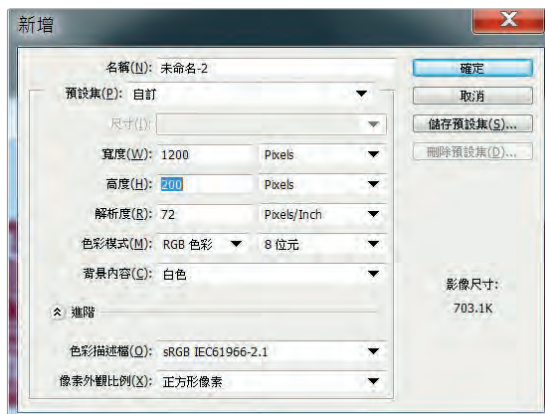 新增
名稱(N): 未命名-2
確定
預設集(P): 自訂
取消
尺寸(I):
儲存預設集(S)...
寬度(W): 1200 Pixels
刪除預設集(D)...
高度(H): 200 Pixels
解析度(R): 72 Pixels/Inch
色彩模式(M): RGB 色彩 8 位元
背景內容(C): 白色
影像尺寸:
703.1K
進階
色彩描述檔(O): sRGB IEC61966-2.1
像素外觀比例(X): 正方形像素